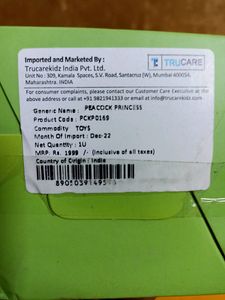 Imported and Marketed By :
TRUCARE
Trucarekidz India Pvt. Ltd.
Unit No : 309, Kamala Spaces, S.V. Road, Santacruz (W), Mumbai 400054,
Maharashtra. INDIA
For consumer complaints, please contact our Customer Care Executive at the
above address or call at +91 9821941333 or email at info@trucarekidz.com
Generic Name : PEACOCK PRINCESS
Product Code : PCKP0169
Commodity : TOYS
Month Of Import : Dec-22
Net Quantity : 1U
MRP: Rs. 1999 /- (inclusive of all taxes)
Country of Origin : India